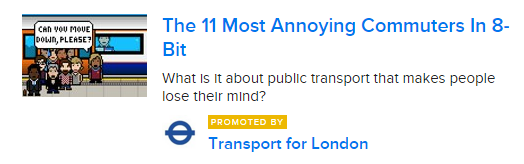 CAN YOU MOVE
DOWN, PLEASE?
The 11 Most Annoying Commuters In 8-
Bit
What is it about public transport that makes people
lose their mind?
PROMOTED BY
Transport for London